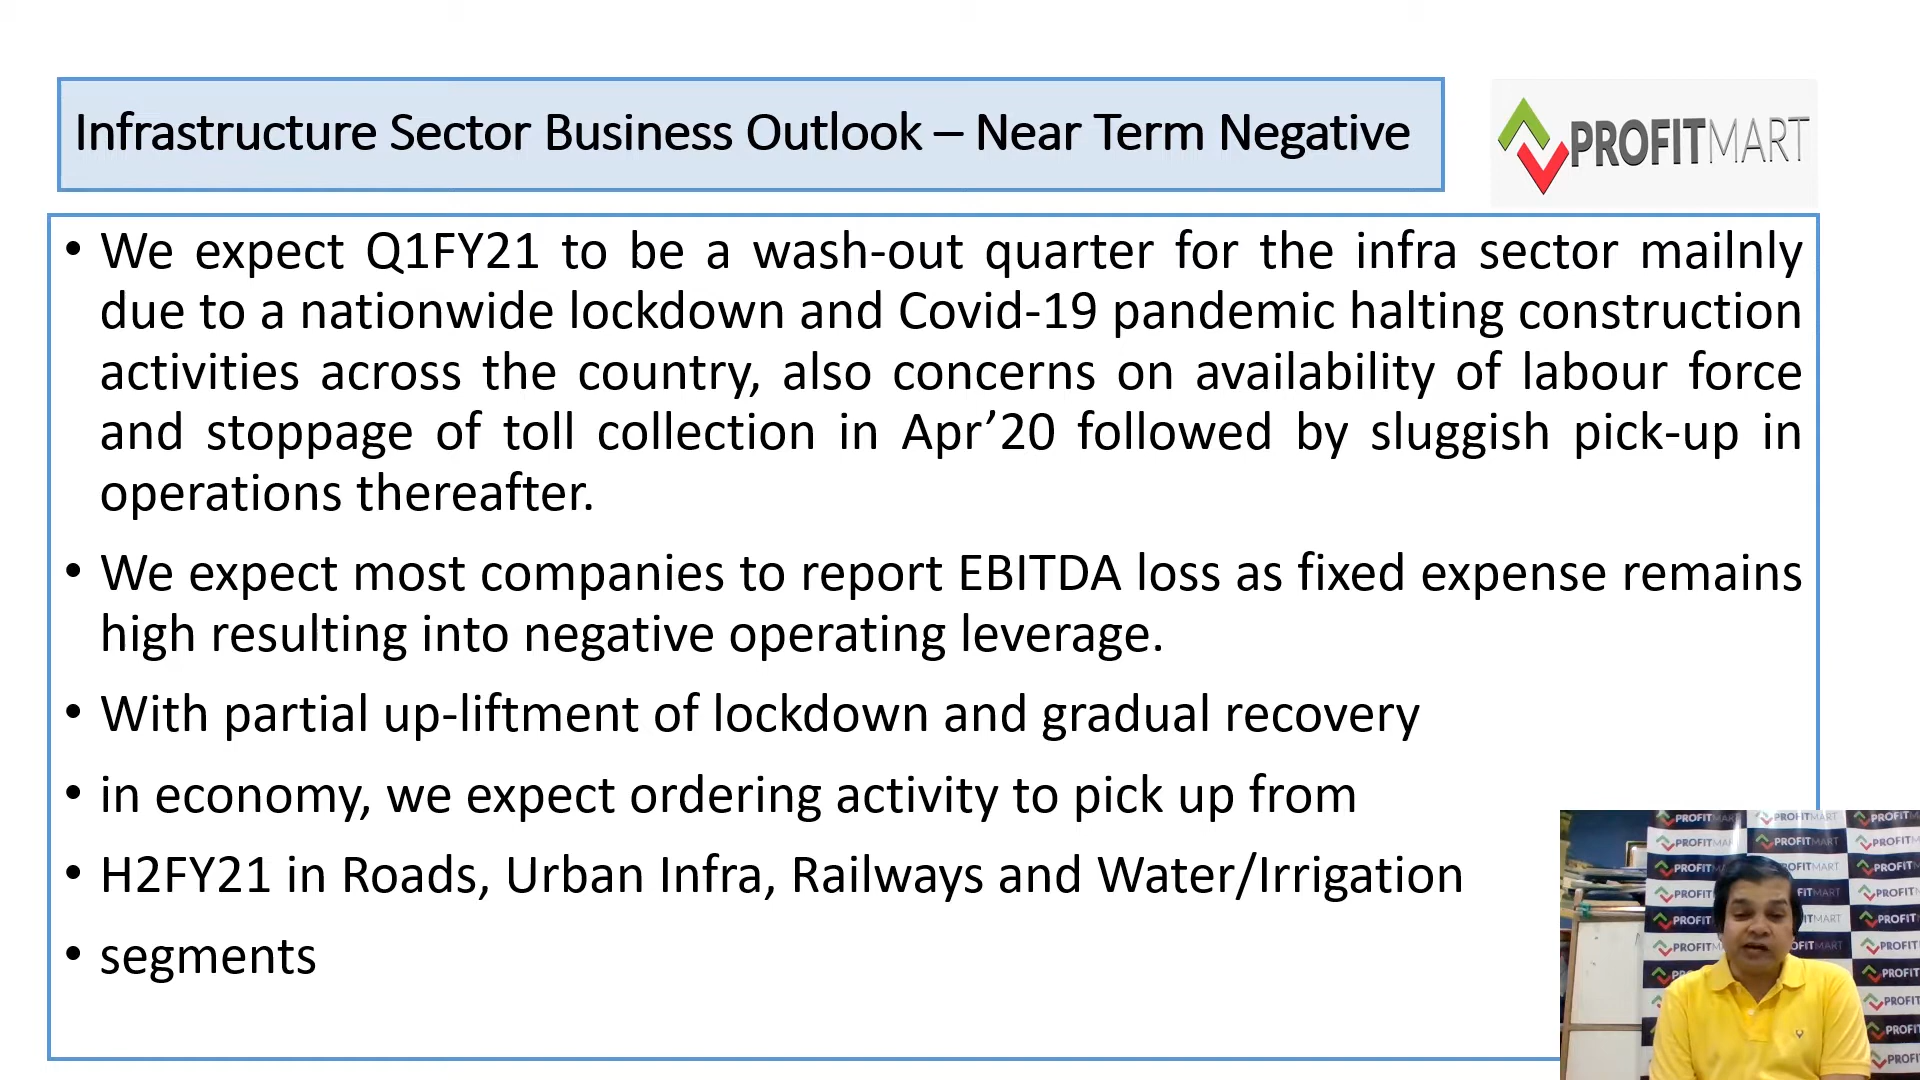 Infrastructure Sector Business Outlook – Near Term Negative
PROFITMART
• We expect Q1FY21 to be a wash-out quarter for the infra sector mailnly
due to a nationwide lockdown and Covid-19 pandemic halting construction
activities across the country, also concerns on availability of labour force
and stoppage of toll collection in Apr’20 followed by sluggish pick-up in
operations thereafter.
• We expect most companies to report EBITDA loss as fixed expense remains
high resulting into negative operating leverage.
• With partial up-liftment of lockdown and gradual recovery
• in economy, we expect ordering activity to pick up from
• H2FY21 in Roads, Urban Infra, Railways and Water/Irrigation
• segments
PROFITMART